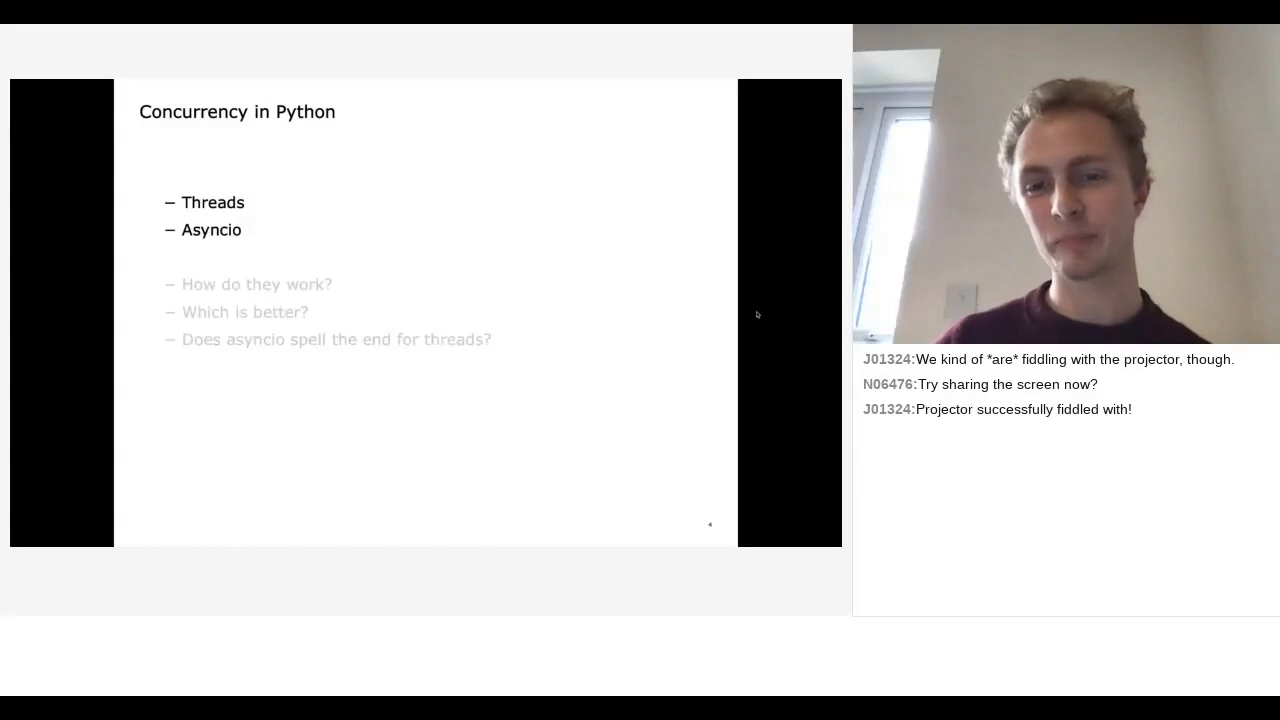 Concurrency in Python
– Threads
– Asyncio
– How do they work?
– Which is better?
– Does asyncio spell the end for threads?
4
J01324:We kind of *are* fiddling with the projector, though.
N06476:Try sharing the screen now?
J01324:Projector successfully fiddled with!